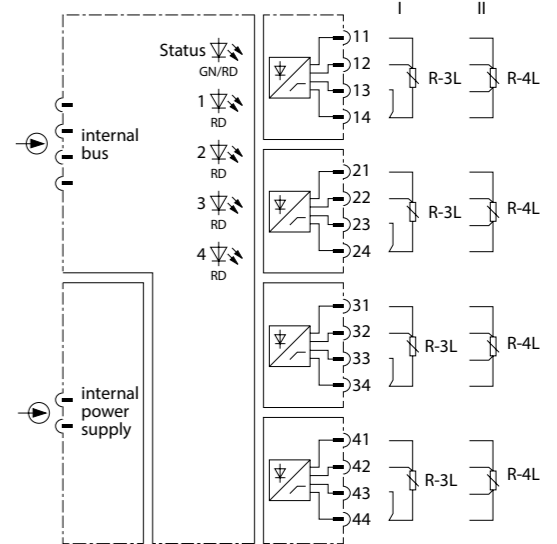 I II
Status
GN/RD
1
RD
2
RD
3
RD
4
RD
internal
bus
internal
power
supply
11
12
13
14
R-3L R-4L
21
22
23
24
R-3L R-4L
31
32
33
34
R-3L R-4L
41
42
43
44
R-3L R-4L